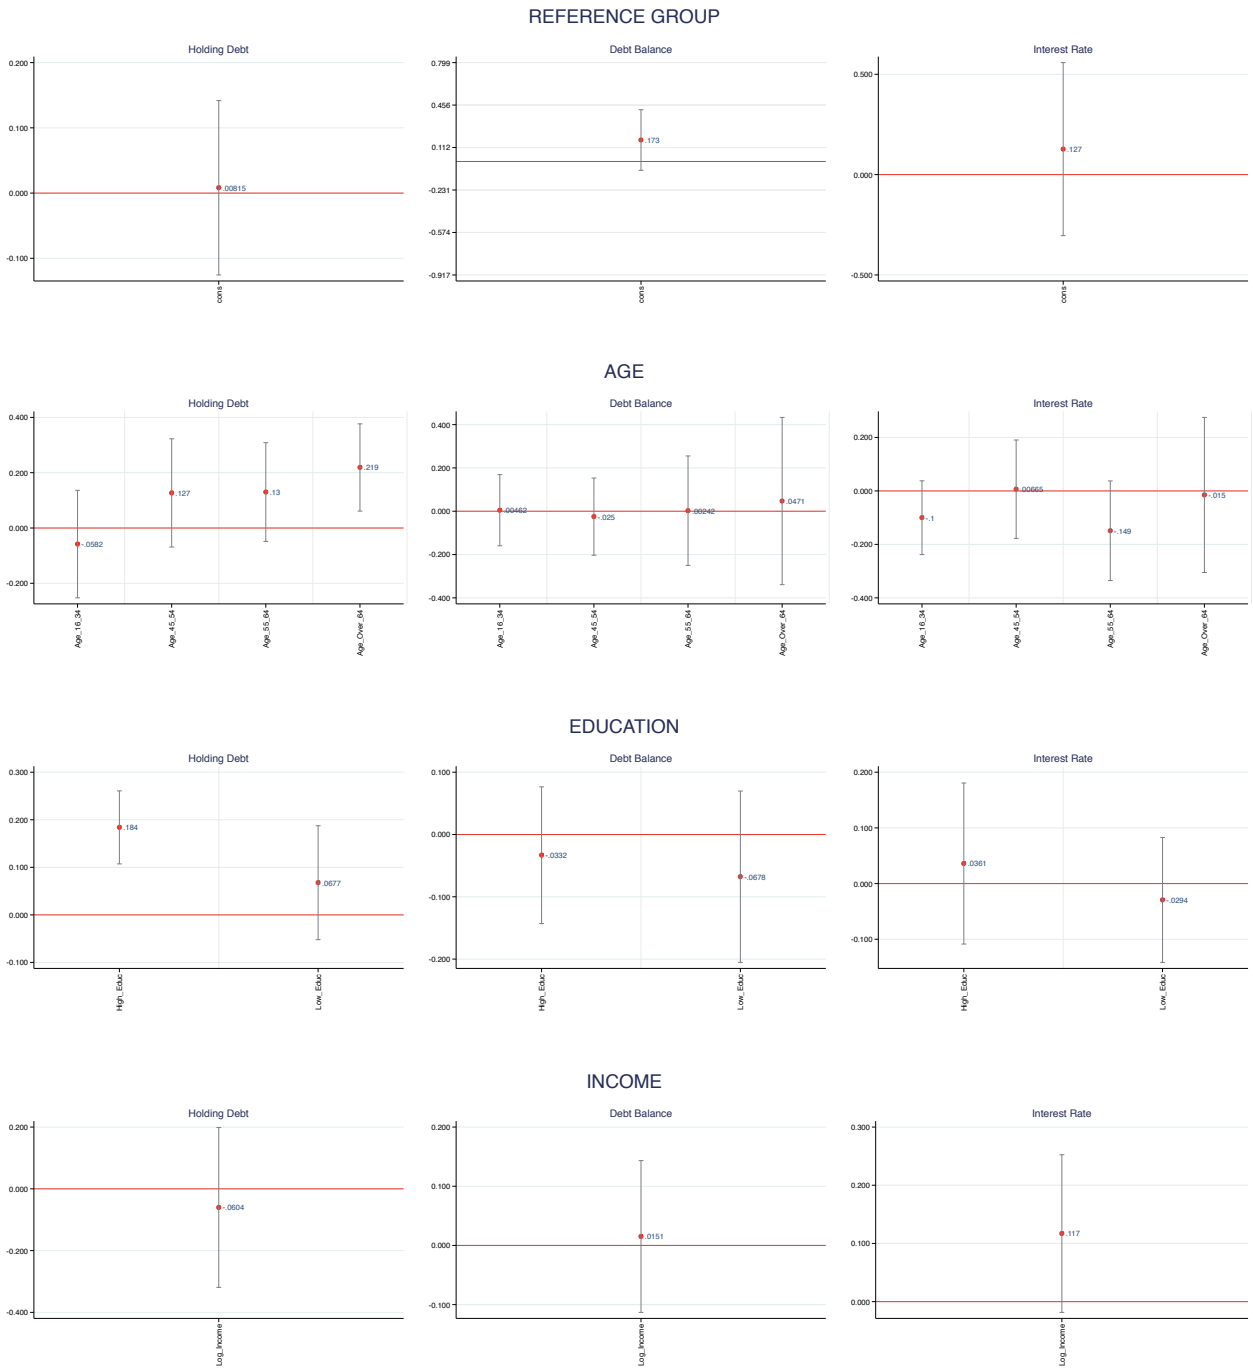 REFERENCE GROUP
Holding Debt
0.200
0.100
0.000
-0.100
.00815
cons
Debt Balance
0.799
0.456
0.112
-0.231
-0.574
-0.917
.173
cons
Interest Rate
0.500
0.000
-0.500
.127
cons
AGE
Holding Debt
0.400
0.200
0.000
-0.200
-.0582
.127
.13
.219
Age_16_34
Age_45_54
Age_55_64
Age_Over_64
Debt Balance
0.400
0.200
0.000
-0.200
-0.400
.00462
-.025
.00242
.0471
Age_16_34
Age_45_54
Age_55_64
Age_Over_64
Interest Rate
0.200
0.000
-0.200
-0.400
-.1
.00665
-.149
-.015
Age_16_34
Age_45_54
Age_55_64
Age_Over_64
EDUCATION
Holding Debt
0.300
0.200
0.100
0.000
-0.100
.184
.0677
High_Educ
Low_Educ
Debt Balance
0.100
0.000
-0.100
-0.200
-.0332
-.0678
High_Educ
Low_Educ
Interest Rate
0.200
0.100
0.000
-0.100
.0361
-.0294
High_Educ
Low_Educ
INCOME
Holding Debt
0.200
0.000
-0.200
-0.400
-.0604
Log_Income
Debt Balance
0.200
0.100
0.000
-0.100
.0151
Log_Income
Interest Rate
0.300
0.200
0.100
0.000
.117
Log_Income